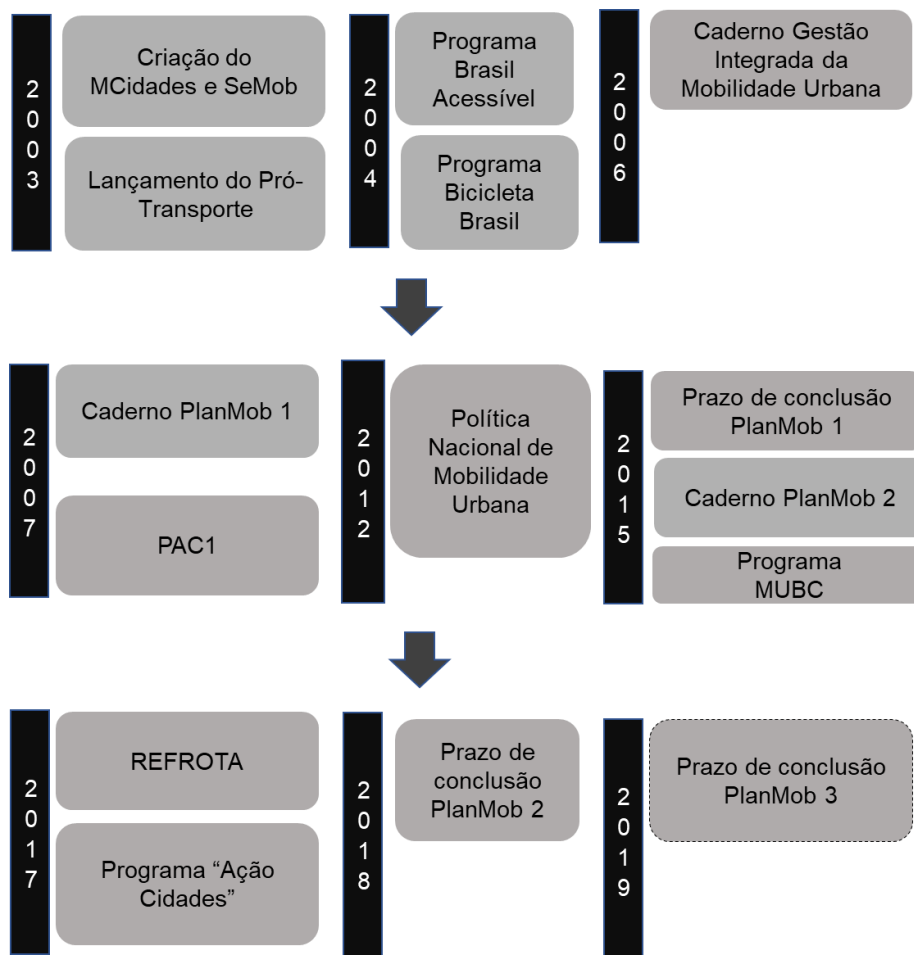 2003
Criação do
MCidades e SeMob
Lançamento do Pró-
Transporte
2004
Programa
Brasil
Acessível
Programa
Bicicleta
Brasil
2006
Caderno Gestão
Integrada da
Mobilidade Urbana
2007
Caderno PlanMob 1
PAC1
2012
Política
Nacional de
Mobilidade
Urbana
2015
Prazo de conclusão
PlanMob 1
Caderno PlanMob 2
Programa
MUBC
2017
REFROTA
Programa “Ação
Cidades”
2018
Prazo de
conclusão
PlanMob 2
2019
Prazo de conclusão
PlanMob 3